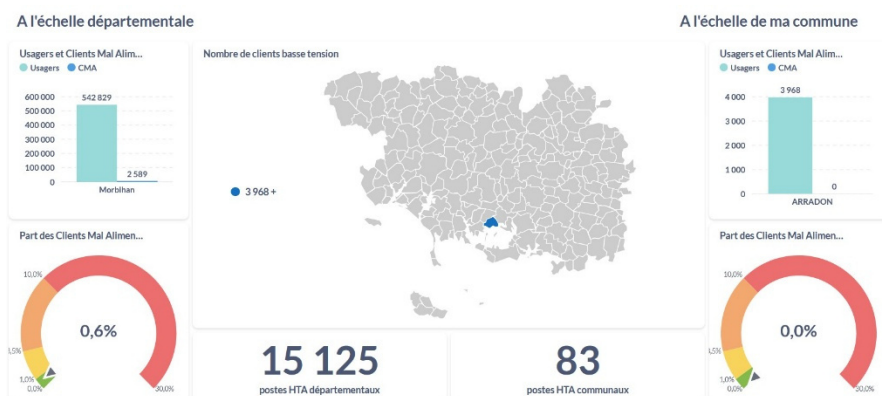 A l'échelle départementale
A l'échelle de ma commune
Usagers et Clients Mal Alim...
Usagers CMA
600 000
500 000
400 000
300 000
200 000
100 000
0
542 829
2 589
Morbihan
Nombre de clients basse tension
3 968 +
Usagers et Clients Mal Alim...
Usagers CMA
4 000
3 000
2 000
1 000
0
3 968
0
ARRADON
Part des Clients Mal Alimen...
10,0%
0,6%
1,0%
0,0%
30,0%
15 125
postes HTA départementaux
83
postes HTA communaux
Part des Clients Mal Alimen...
10,0%
0,0%
1,0%
0,0%
30,0%